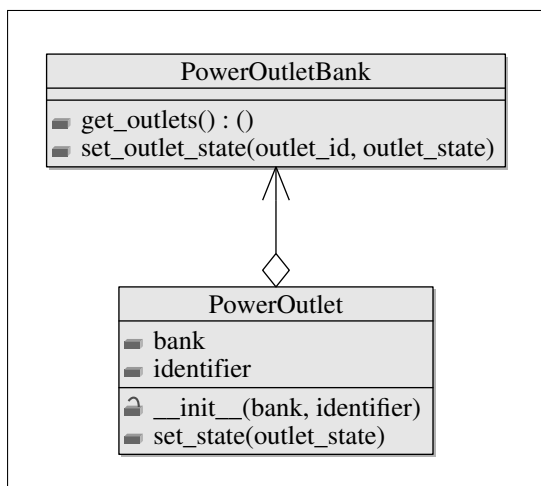 PowerOutletBank
get_outlets() : ()
set_outlet_state(outlet_id, outlet_state)
PowerOutlet
bank
identifier
__init__(bank, identifier)
set_state(outlet_state)